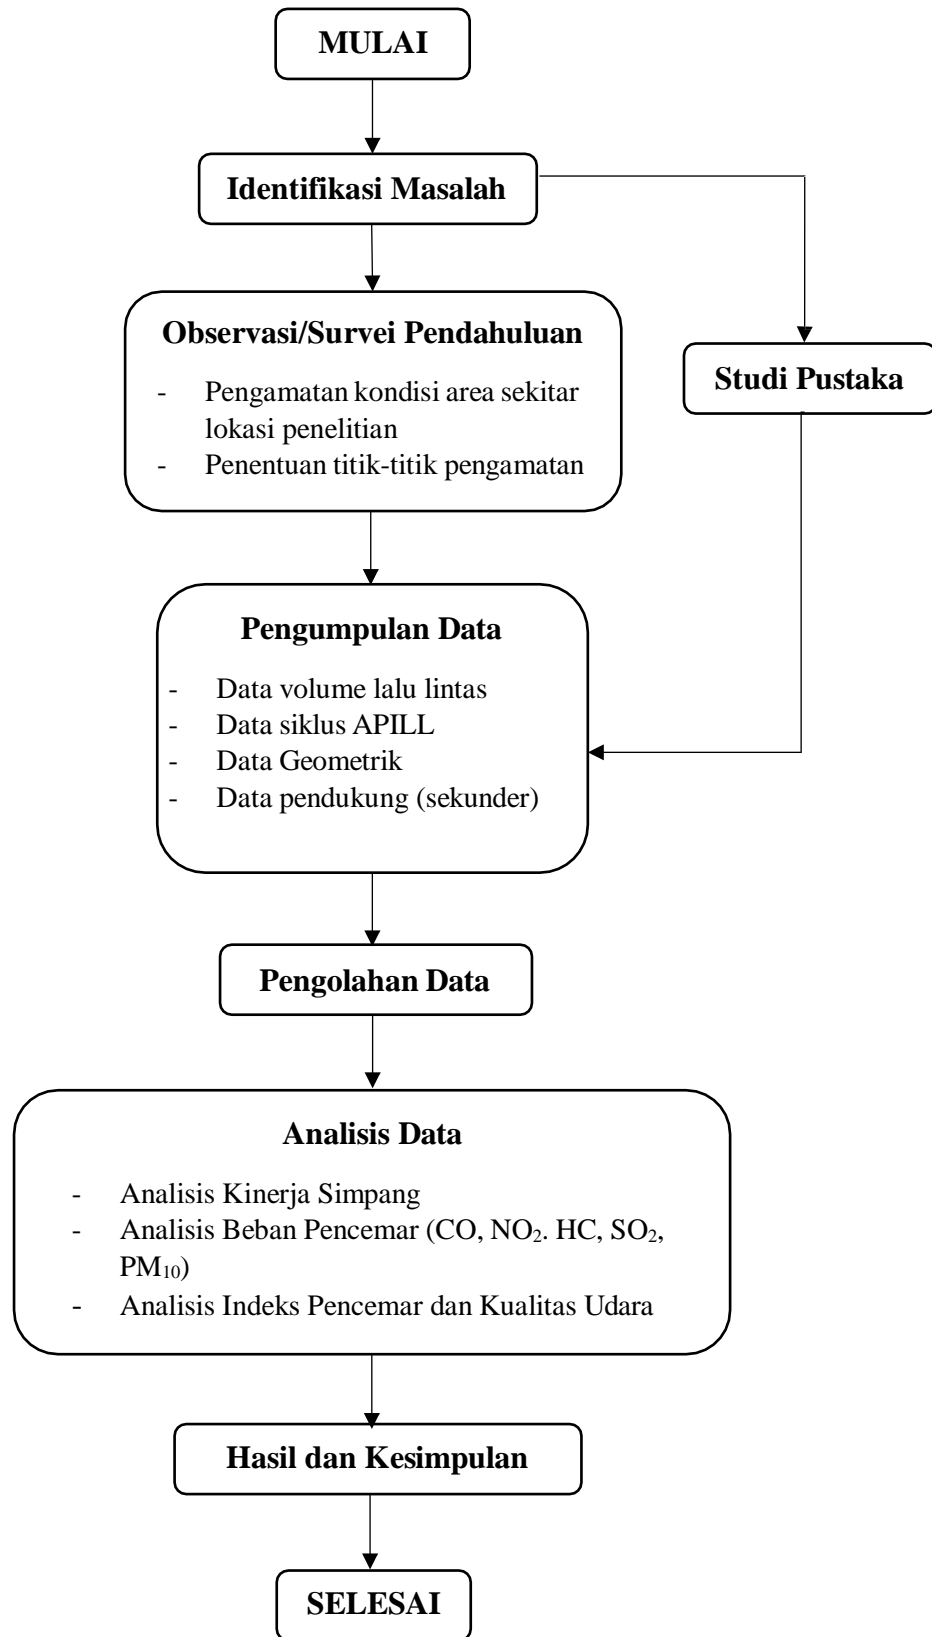 MULAI
Identifikasi Masalah
Observasi/Survei Pendahuluan
- Pengamatan kondisi area sekitar
lokasi penelitian
- Penentuan titik-titik pengamatan
Studi Pustaka
Pengumpulan Data
- Data volume lalu lintas
- Data siklus APILL
- Data Geometrik
- Data pendukung (sekunder)
Pengolahan Data
Analisis Data
- Analisis Kinerja Simpang
- Analisis Beban Pencemar (CO, NO₂. HC, SO₂,
PM₁₀)
- Analisis Indeks Pencemar dan Kualitas Udara
Hasil dan Kesimpulan
SELESAI